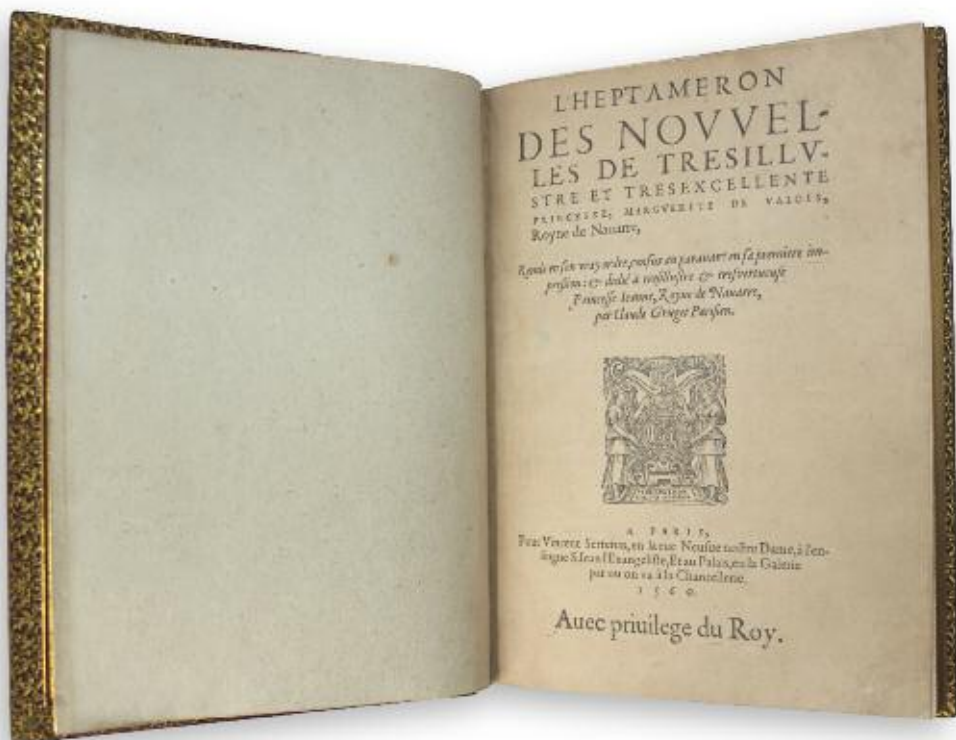 L'HEPTAMERON
DES NOVVEL-
LES DE TRESILLV-
STRE ET TRESEXCELLENTE
PRINCESSE, MARGVERITE DE VALOIS,
Royne de Nauarre,
Remis en son vray ordre, confus au parauant en sa premiere im-
pression: & dedié à tresillustre & tresvertueuse
Princesse Ieanne, Royne de Nauarre,
par Claude Gruget Parisien.
A PARIS,
Pour Vincent Sertenas, en la rue Neufue nostre Dame, à l'en-
seigne S. Iean l'Euangeliste, Et au Palais, en la Galerie
par ou on va à la Chancellerie.
1560.
Auec priuilege du Roy.